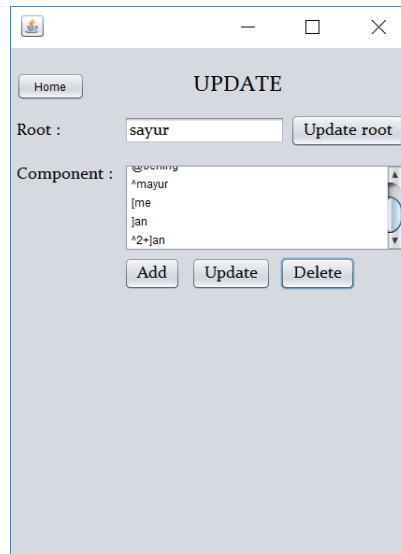 Home
UPDATE
Root :
sayur
Update root
Component :
^mayur
[me
]an
^2+]an
Add
Update
Delete